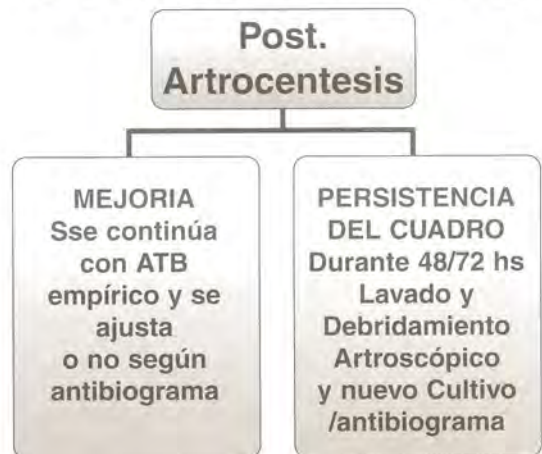 Post.
Artrocentesis
MEJORIA
Sse continúa
con ATB
empírico y se
ajusta
o no según
antibiograma
PERSISTENCIA
DEL CUADRO
Durante 48/72 hs
Lavado y
Debridamiento
Artroscópico
y nuevo Cultivo
/antibiograma